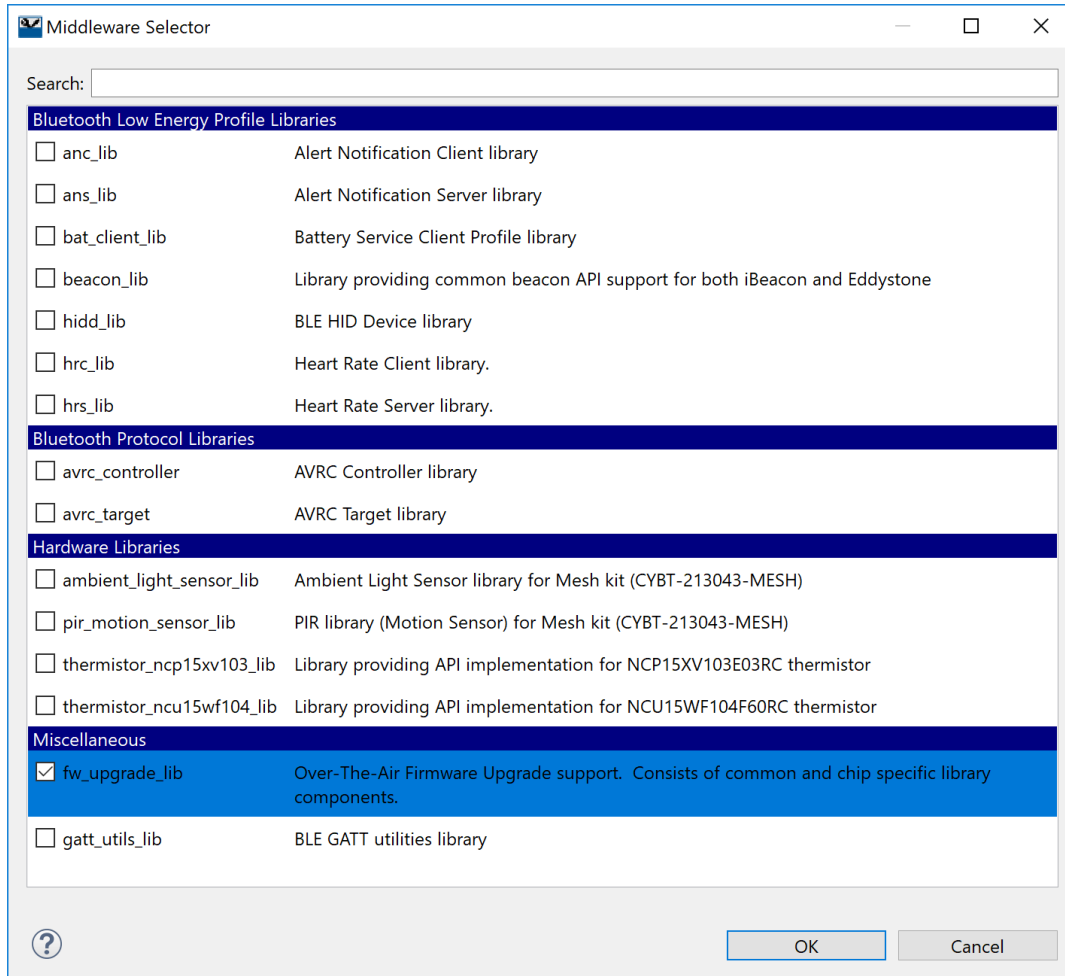 Middleware Selector
Search:
Bluetooth Low Energy Profile Libraries
anc_lib Alert Notification Client library
ans_lib Alert Notification Server library
bat_client_lib Battery Service Client Profile library
beacon_lib Library providing common beacon API support for both iBeacon and Eddystone
hidd_lib BLE HID Device library
hrc_lib Heart Rate Client library.
hrs_lib Heart Rate Server library.
Bluetooth Protocol Libraries
avrc_controller AVRC Controller library
avrc_target AVRC Target library
Hardware Libraries
ambient_light_sensor_lib Ambient Light Sensor library for Mesh kit (CYBT-213043-MESH)
pir_motion_sensor_lib PIR library (Motion Sensor) for Mesh kit (CYBT-213043-MESH)
thermistor_ncp15xv103_lib Library providing API implementation for NCP15XV103E03RC thermistor
thermistor_ncu15wf104_lib Library providing API implementation for NCU15WF104F60RC thermistor
Miscellaneous
fw_upgrade_lib Over-The-Air Firmware Upgrade support. Consists of common and chip specific library
components.
gatt_utils_lib BLE GATT utilities library
?
OK Cancel